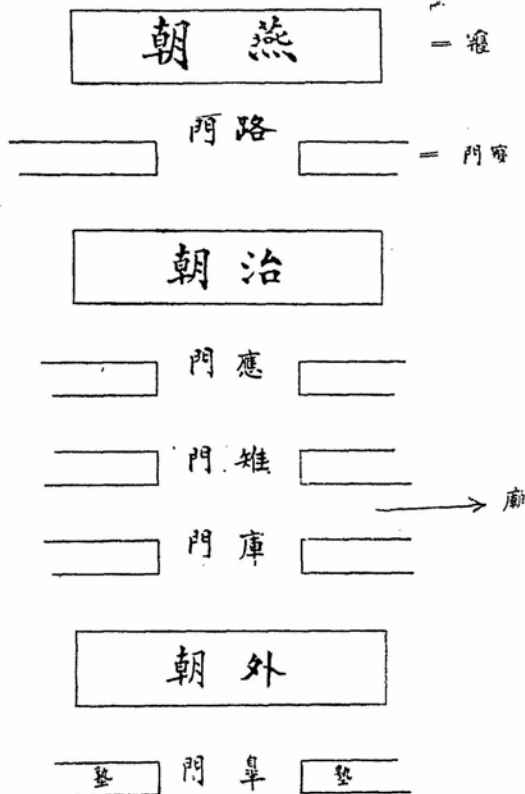 燕朝
寢 =
路門
寢門 =
治朝
應門
雉門
廟
庫門
外朝
塾 皐門 塾